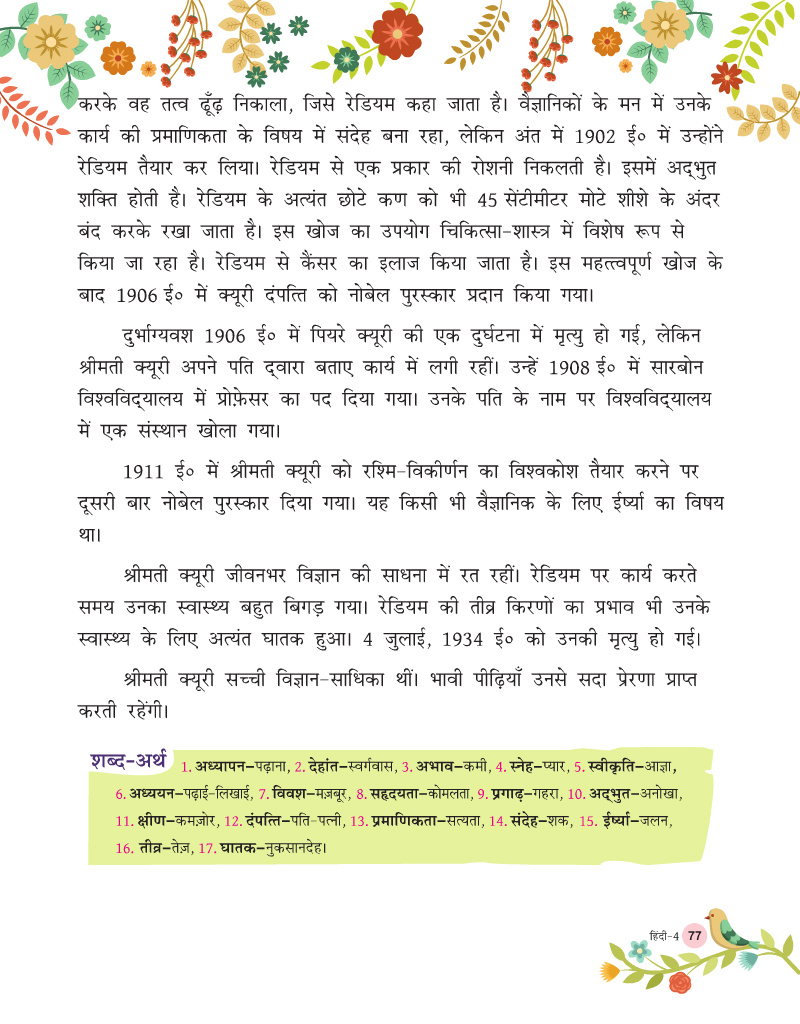 करके वह तत्व ढूँढ़ निकाला, जिसे रेडियम कहा जाता है। वैज्ञानिकों के मन में उनके
कार्य की प्रमाणिकता के विषय में संदेह बना रहा, लेकिन अंत में 1902 ई० में उन्होंने
रेडियम तैयार कर लिया। रेडियम से एक प्रकार की रोशनी निकलती है। इसमें अद्‌भुत
शक्ति होती है। रेडियम के अत्यंत छोटे कण को भी 45 सेंटीमीटर मोटे शीशे के अंदर
बंद करके रखा जाता है। इस खोज का उपयोग चिकित्सा-शास्त्र में विशेष रूप से
किया जा रहा है। रेडियम से कैंसर का इलाज किया जाता है। इस महत्त्वपूर्ण खोज के
बाद 1906 ई० में क्यूरी दंपत्ति को नोबेल पुरस्कार प्रदान किया गया।
दुर्भाग्यवश 1906 ई० में पियरे क्यूरी की एक दुर्घटना में मृत्यु हो गई, लेकिन
श्रीमती क्यूरी अपने पति द्‌वारा बताए कार्य में लगी रहीं। उन्हें 1908 ई० में सारबोन
विश्वविद्‌यालय में प्रोफ़ेसर का पद दिया गया। उनके पति के नाम पर विश्वविद्‌यालय
में एक संस्थान खोला गया।
1911 ई० में श्रीमती क्यूरी को रश्मि-विकीर्णन का विश्वकोश तैयार करने पर
दूसरी बार नोबेल पुरस्कार दिया गया। यह किसी भी वैज्ञानिक के लिए ईर्ष्या का विषय
था।
श्रीमती क्यूरी जीवनभर विज्ञान की साधना में रत रहीं। रेडियम पर कार्य करते
समय उनका स्वास्थ्य बहुत बिगड़ गया। रेडियम की तीव्र किरणों का प्रभाव भी उनके
स्वास्थ्य के लिए अत्यंत घातक हुआ। 4 जुलाई, 1934 ई० को उनकी मृत्यु हो गई।
श्रीमती क्यूरी सच्ची विज्ञान-साधिका थीं। भावी पीढ़ियाँ उनसे सदा प्रेरणा प्राप्त
करती रहेंगी।
शब्द-अर्थ 1. अध्यापन–पढ़ाना, 2. देहांत–स्वर्गवास, 3. अभाव–कमी, 4. स्नेह–प्यार, 5. स्वीकृति–आज्ञा,
6. अध्ययन–पढ़ाई-लिखाई, 7. विवश–मज़बूर, 8. सहृदयता–कोमलता, 9. प्रगाढ़–गहरा, 10. अद्‌भुत–अनोखा,
11. क्षीण–कमज़ोर, 12. दंपत्ति–पति-पत्नी, 13. प्रमाणिकता–सत्यता, 14. संदेह–शक, 15. ईर्ष्या–जलन,
16. तीव्र–तेज़, 17. घातक–नुकसानदेह।
हिंदी-4 77